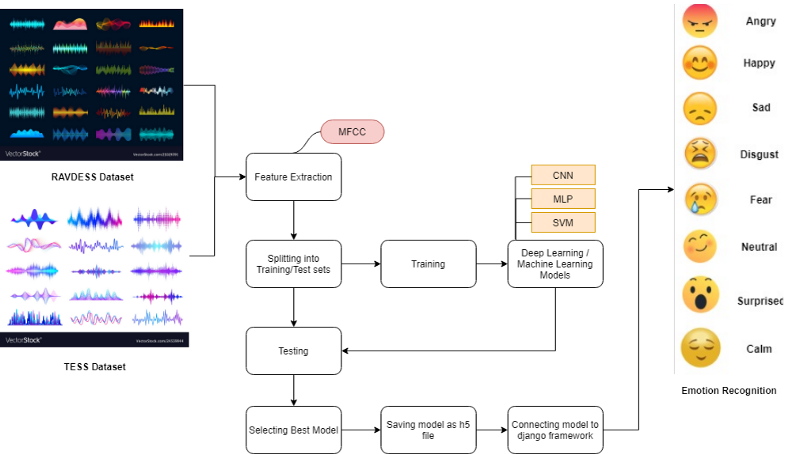 VectorStock®
VectorStock.com/
RAVDESS Dataset
VectorStock®
VectorStock.com/
TESS Dataset
MFCC
Feature Extraction
Splitting into
Training/Test sets
Training
CNN
MLP
SVM
Deep Learning /
Machine Learning
Models
Testing
Selecting Best Model
Saving model as h5
file
Connecting model to
django framework
Angry
Happy
Sad
Disgust
Fear
Neutral
Surprised
Calm
Emotion Recognition